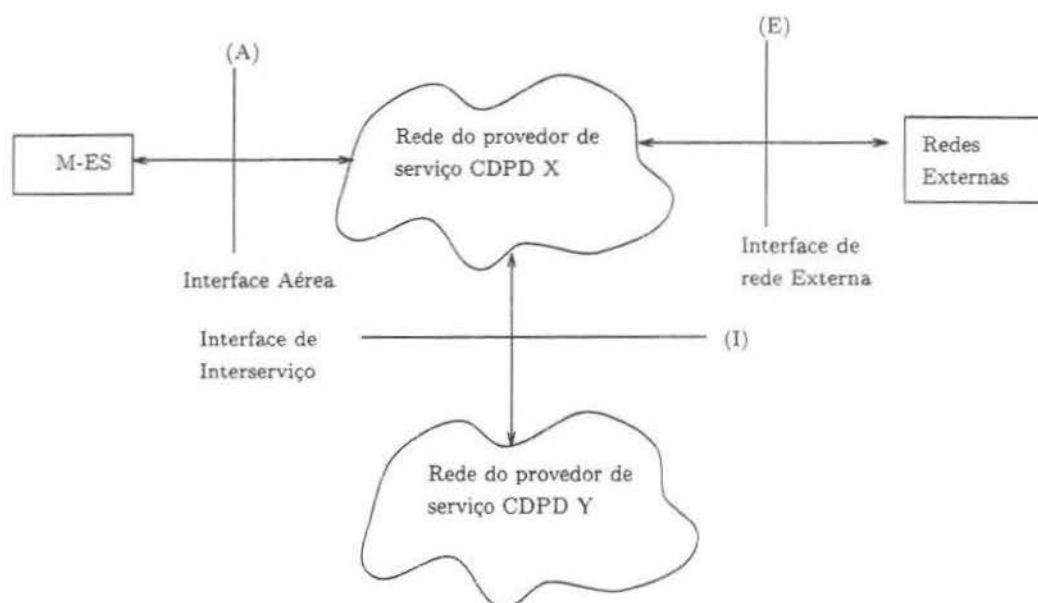 (A)
(E)
M-ES
Rede do provedor de
serviço CDPD X
Redes
Externas
Interface Aérea
Interface de
rede Externa
Interface de
Interserviço
(I)
Rede do provedor de
serviço CDPD Y